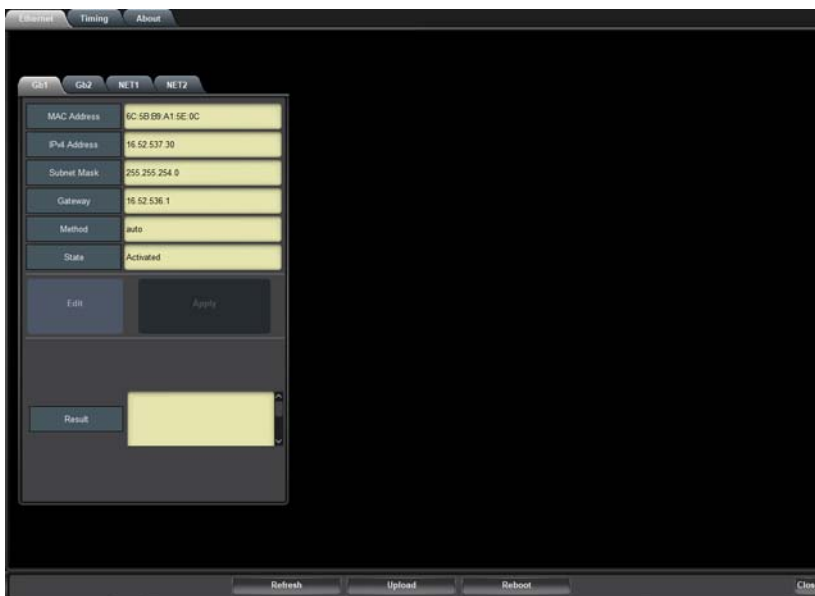 Ethernet Timing About
Gb1 Gb2 NET1 NET2
MAC Address 6C:5B:B9:A1:5E:0C
IPv4 Address 16.52.537.30
Subnet Mask 255.255.254.0
Gateway 16.52.536.1
Method auto
State Activated
Edit Apply
Result
Refresh Upload Reboot Clos